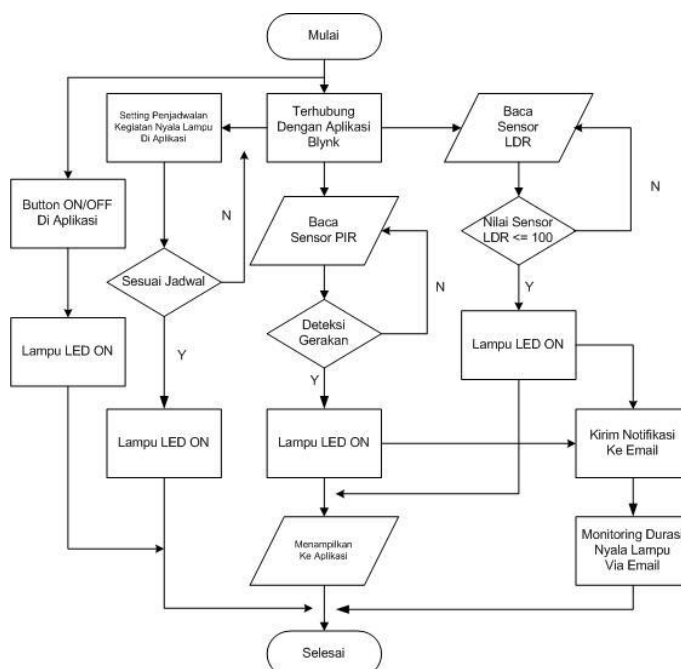 Mulai
Setting Penjadwalan
Kegiatan Nyala Lampu
Di Aplikasi
Terhubung
Dengan Aplikasi
Blynk
Baca
Sensor
LDR
N
Button ON/OFF
Di Aplikasi
N
Baca
Sensor PIR
Nilai Sensor
LDR <= 100
Sesuai Jadwal
N
Y
Deteksi
Gerakan
Lampu LED ON
Y
Lampu LED ON
Y
Lampu LED ON
Lampu LED ON
Kirim Notifikasi
Ke Email
Menampilkan
Ke Aplikasi
Monitoring Durasi
Nyala Lampu
Via Email
Selesai